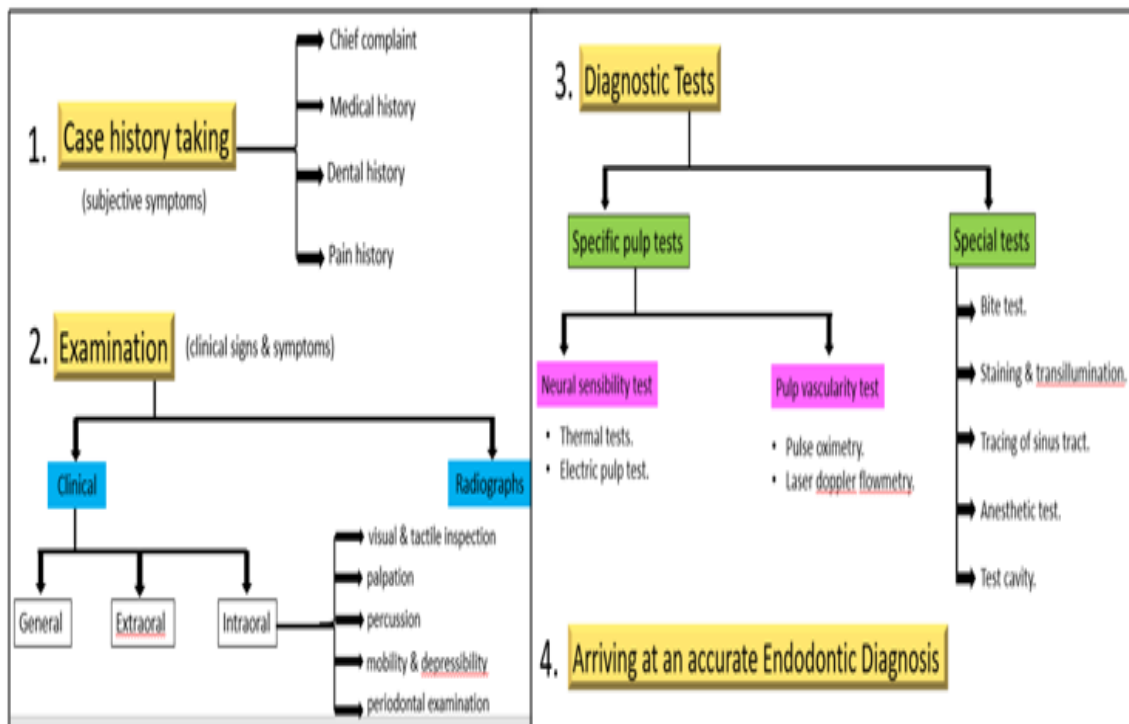 1. Case history taking
(subjective symptoms)
Chief complaint
Medical history
Dental history
Pain history
2. Examination (clinical signs & symptoms)
Clinical
Radiographs
General
Extraoral
Intraoral
visual & tactile inspection
palpation
percussion
mobility & depressibility
periodontal examination
3. Diagnostic Tests
Specific pulp tests
Special tests
Neural sensibility test
• Thermal tests.
• Electric pulp test.
Pulp vascularity test
• Pulse oximetry.
• Laser doppler flowmetry.
Bite test.
Staining & transillumination.
Tracing of sinus tract.
Anesthetic test.
Test cavity.
4. Arriving at an accurate Endodontic Diagnosis